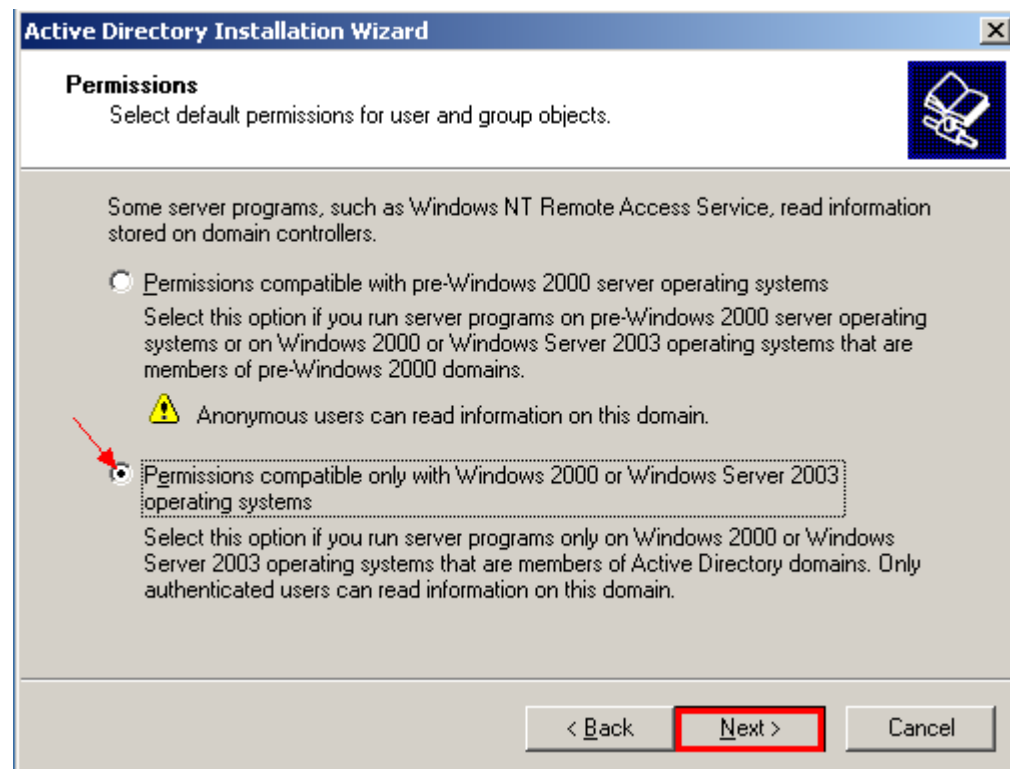 Active Directory Installation Wizard
Permissions
Select default permissions for user and group objects.
Some server programs, such as Windows NT Remote Access Service, read information
stored on domain controllers.
Permissions compatible with pre-Windows 2000 server operating systems
Select this option if you run server programs on pre-Windows 2000 server operating
systems or on Windows 2000 or Windows Server 2003 operating systems that are
members of pre-Windows 2000 domains.
Anonymous users can read information on this domain.
Permissions compatible only with Windows 2000 or Windows Server 2003
operating systems
Select this option if you run server programs only on Windows 2000 or Windows
Server 2003 operating systems that are members of Active Directory domains. Only
authenticated users can read information on this domain.
< Back Next > Cancel